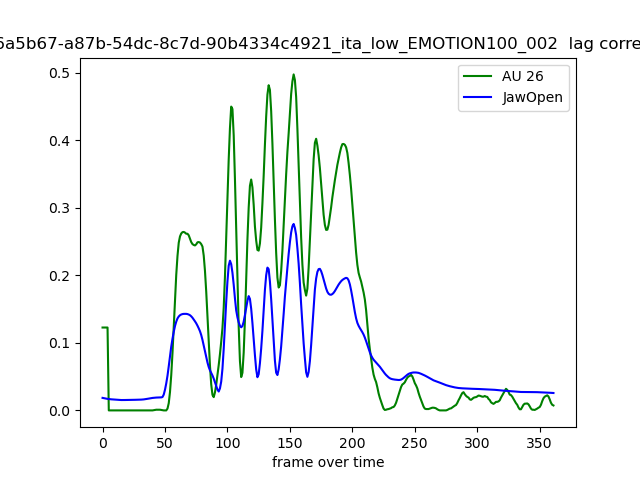 6a5b67-a87b-54dc-8c7d-90b4334c4921_ita_low_EMOTION100_002 lag corre
AU 26
JawOpen
0.5
0.4
0.3
0.2
0.1
0.0
0 50 100 150 200 250 300 350
frame over time